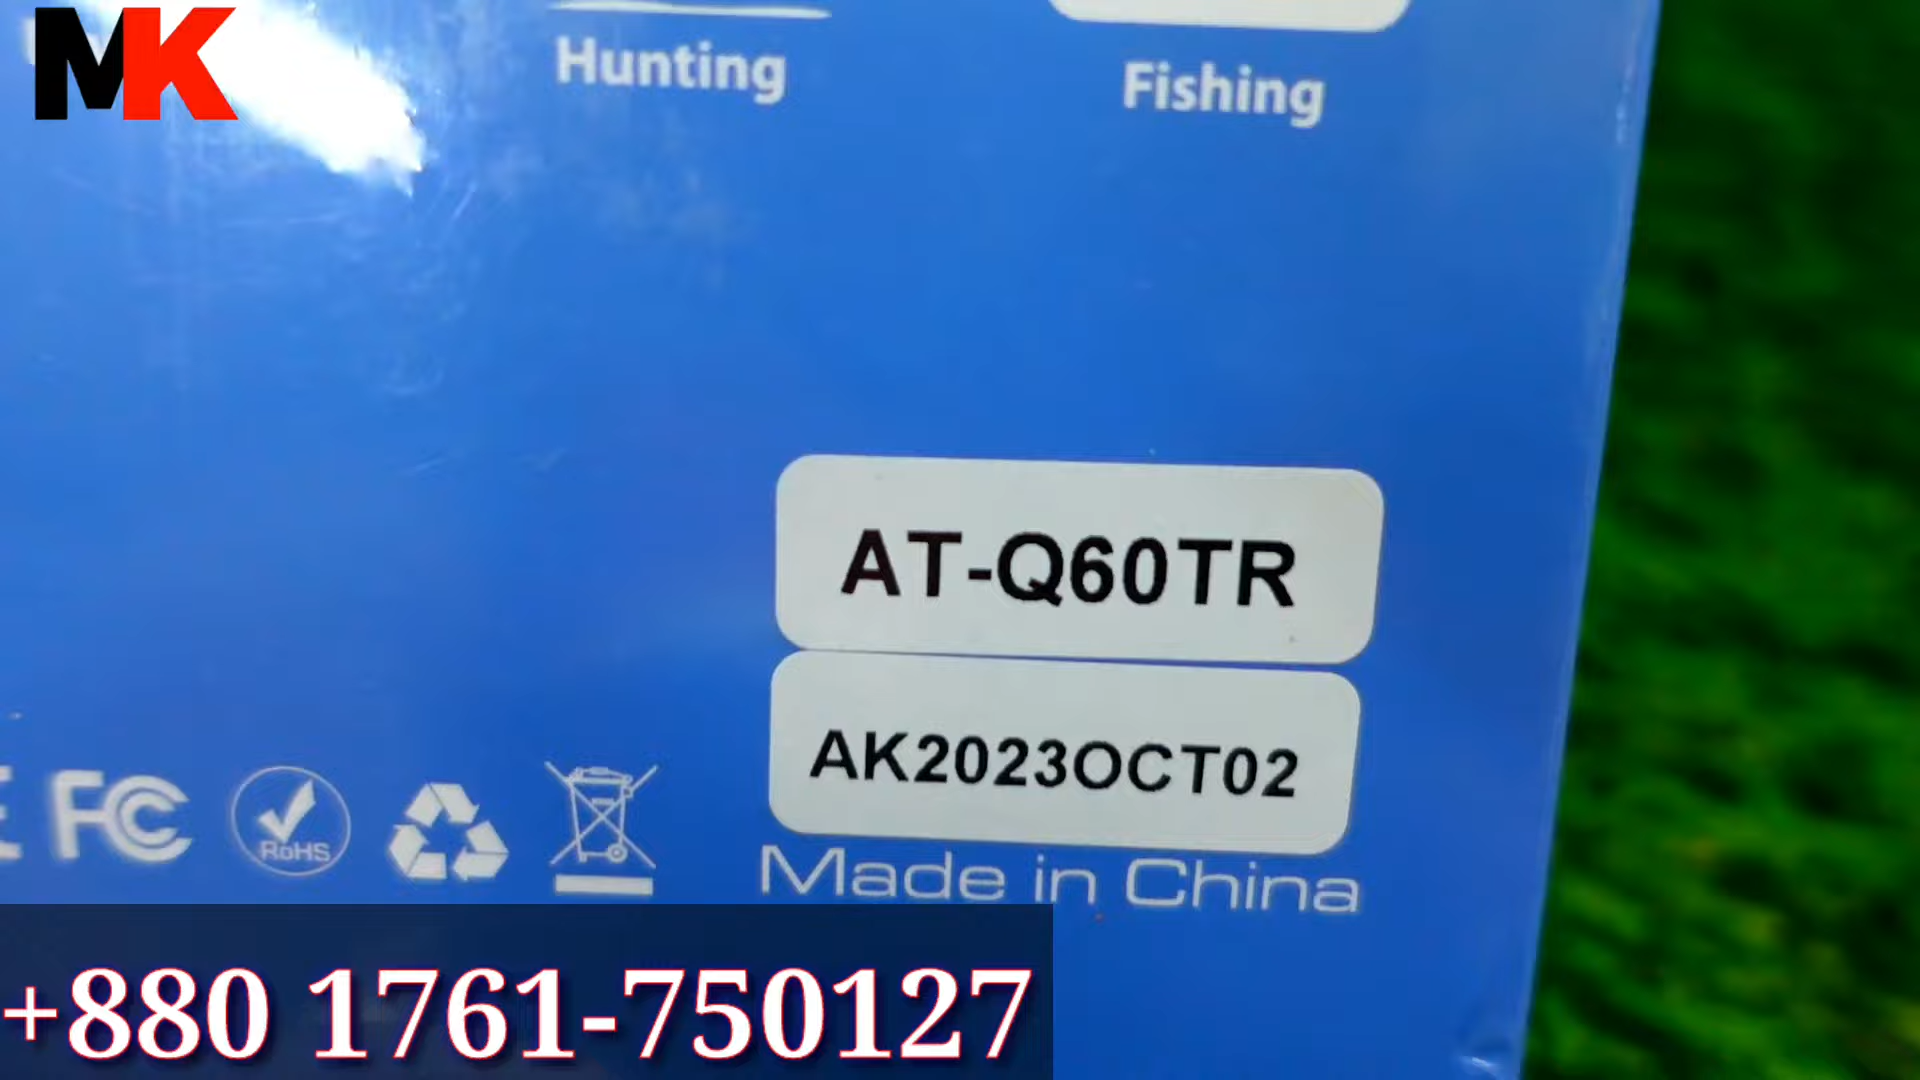 MK
Hunting
Fishing
AT-Q60TR
AK2023OCT02
FC
RoHS
Made in China
+880 1761-750127